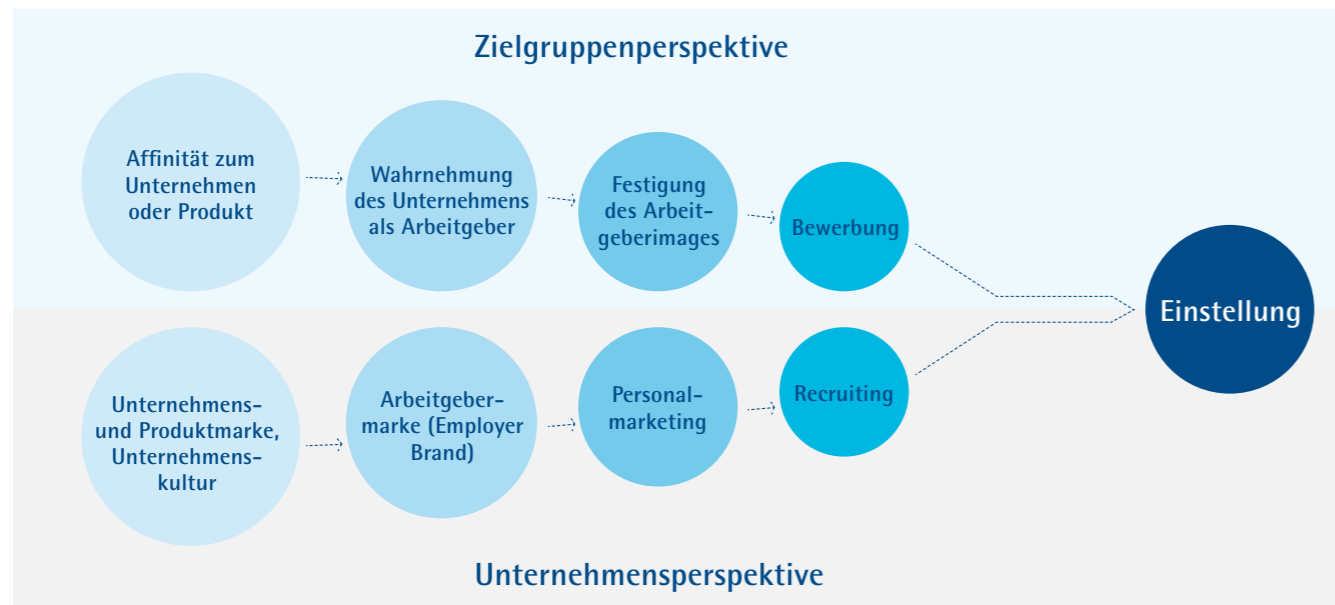 Zielgruppenperspektive
Affinität zum
Unternehmen
oder Produkt
Wahrnehmung
des Unternehmens
als Arbeitgeber
Festigung
des Arbeit-
geberimages
Bewerbung
Einstellung
Unternehmens-
und Produktmarke,
Unternehmens-
kultur
Arbeitgeber-
marke (Employer
Brand)
Personal-
marketing
Recruiting
Unternehmensperspektive